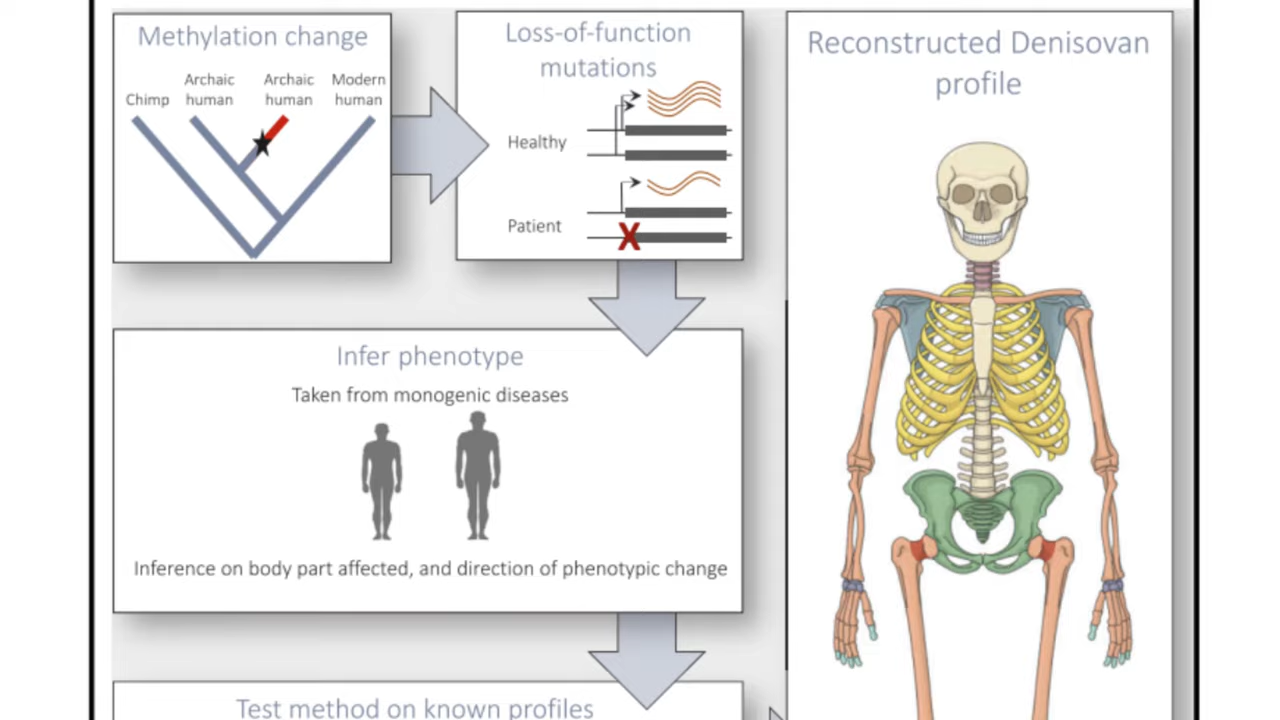 Methylation change
Chimp
Archaic
human
Archaic
human
Modern
human
Loss-of-function
mutations
Healthy
Patient
X
Infer phenotype
Taken from monogenic diseases
Inference on body part affected, and direction of phenotypic change
Test method on known profiles
Reconstructed Denisovan
profile